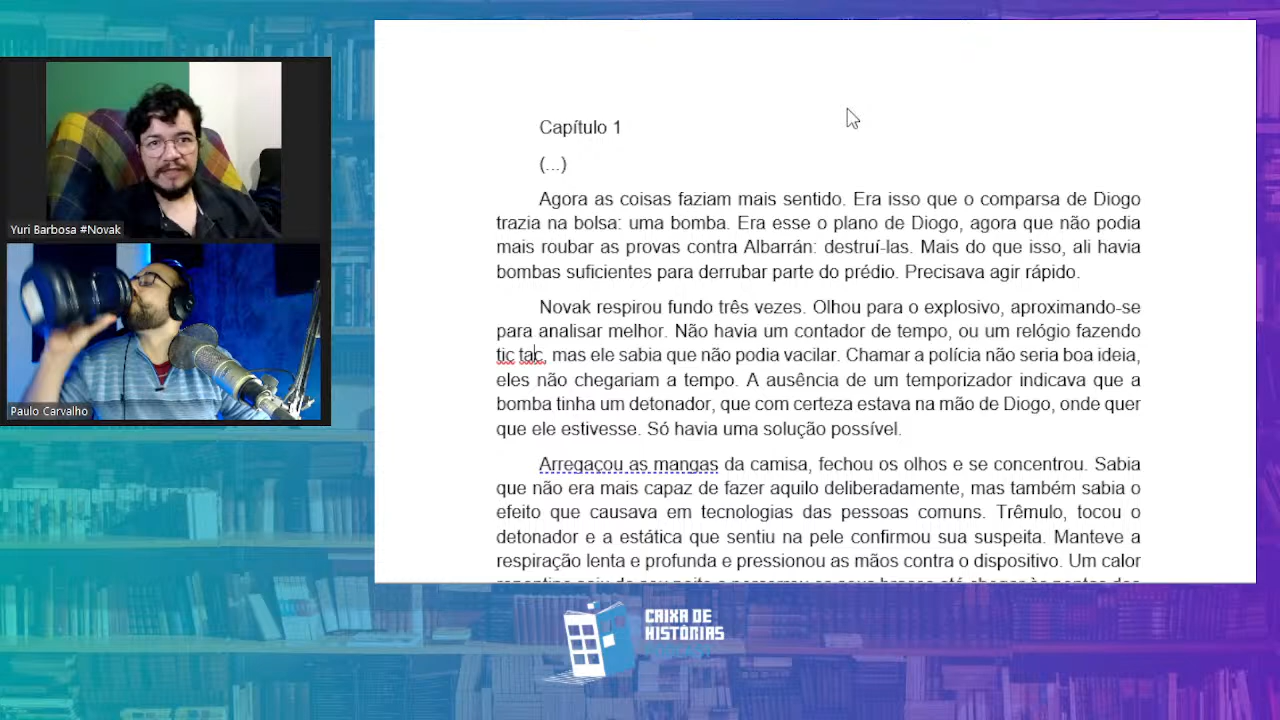 Capítulo 1
(...)
Agora as coisas faziam mais sentido. Era isso que o comparsa de Diogo
trazia na bolsa: uma bomba. Era esse o plano de Diogo, agora que não podia
mais roubar as provas contra Albarrán: destruí-las. Mais do que isso, ali havia
bombas suficientes para derrubar parte do prédio. Precisava agir rápido.
Novak respirou fundo três vezes. Olhou para o explosivo, aproximando-se
para analisar melhor. Não havia um contador de tempo, ou um relógio fazendo
tic tac, mas ele sabia que não podia vacilar. Chamar a polícia não seria boa ideia,
eles não chegariam a tempo. A ausência de um temporizador indicava que a
bomba tinha um detonador, que com certeza estava na mão de Diogo, onde quer
que ele estivesse. Só havia uma solução possível.
Arregaçou as mangas da camisa, fechou os olhos e se concentrou. Sabia
que não era mais capaz de fazer aquilo deliberadamente, mas também sabia o
efeito que causava em tecnologias das pessoas comuns. Trêmulo, tocou o
detonador e a estática que sentiu na pele confirmou sua suspeita. Manteve a
respiração lenta e profunda e pressionou as mãos contra o dispositivo. Um calor
Yuri Barbosa #Novak
Paulo Carvalho
CAIXA DE
HISTÓRIAS